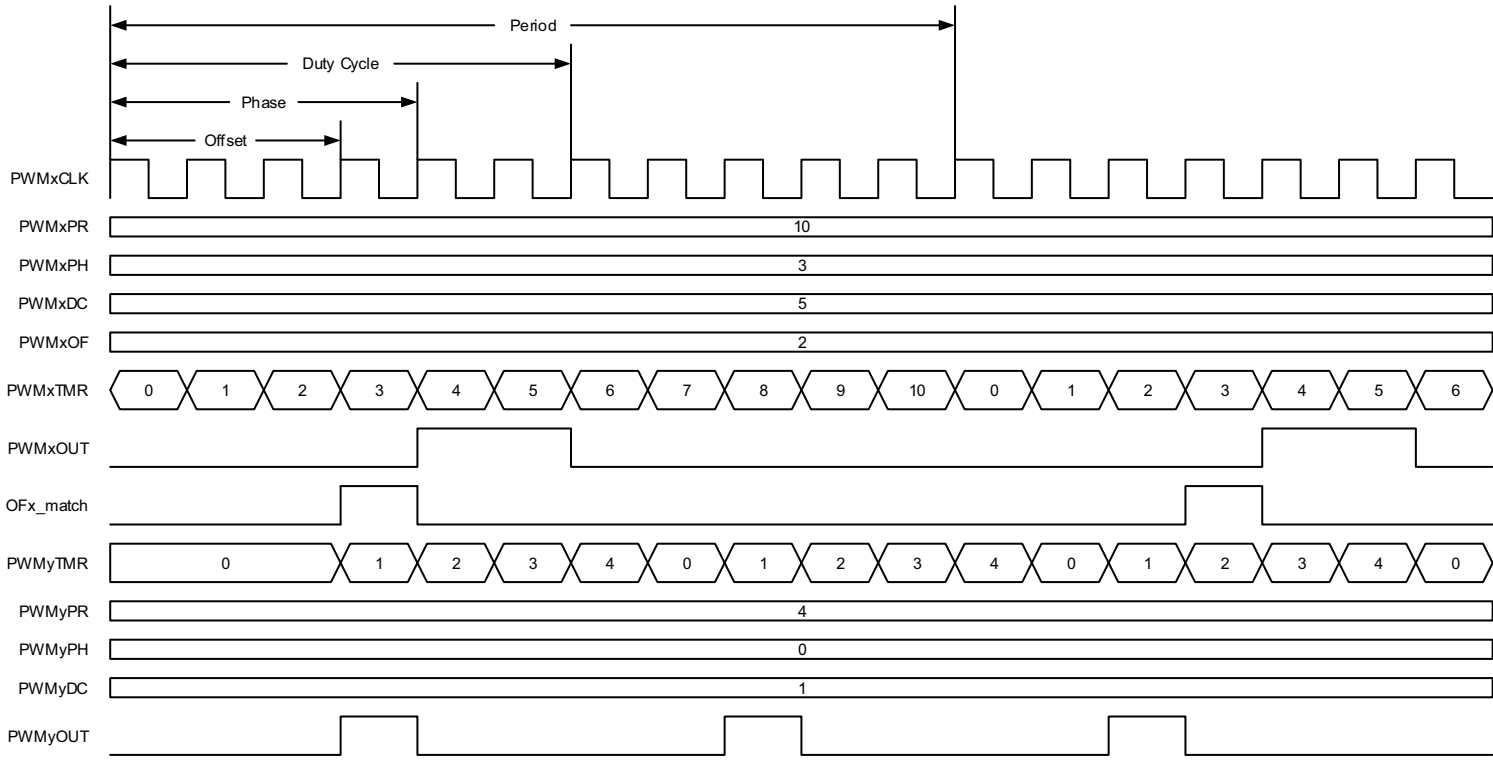 Period
Duty Cycle
Phase
Offset
PWMxCLK
PWMxPR 10
PWMxPH 3
PWMxDC 5
PWMxOF 2
PWMxTMR 0 1 2 3 4 5 6 7 8 9 10 0 1 2 3 4 5 6
PWMxOUT
OFx_match
PWMyTMR 0 1 2 3 4 0 1 2 3 4 0 1 2 3 4 0
PWMyPR 4
PWMyPH 0
PWMyDC 1
PWMyOUT